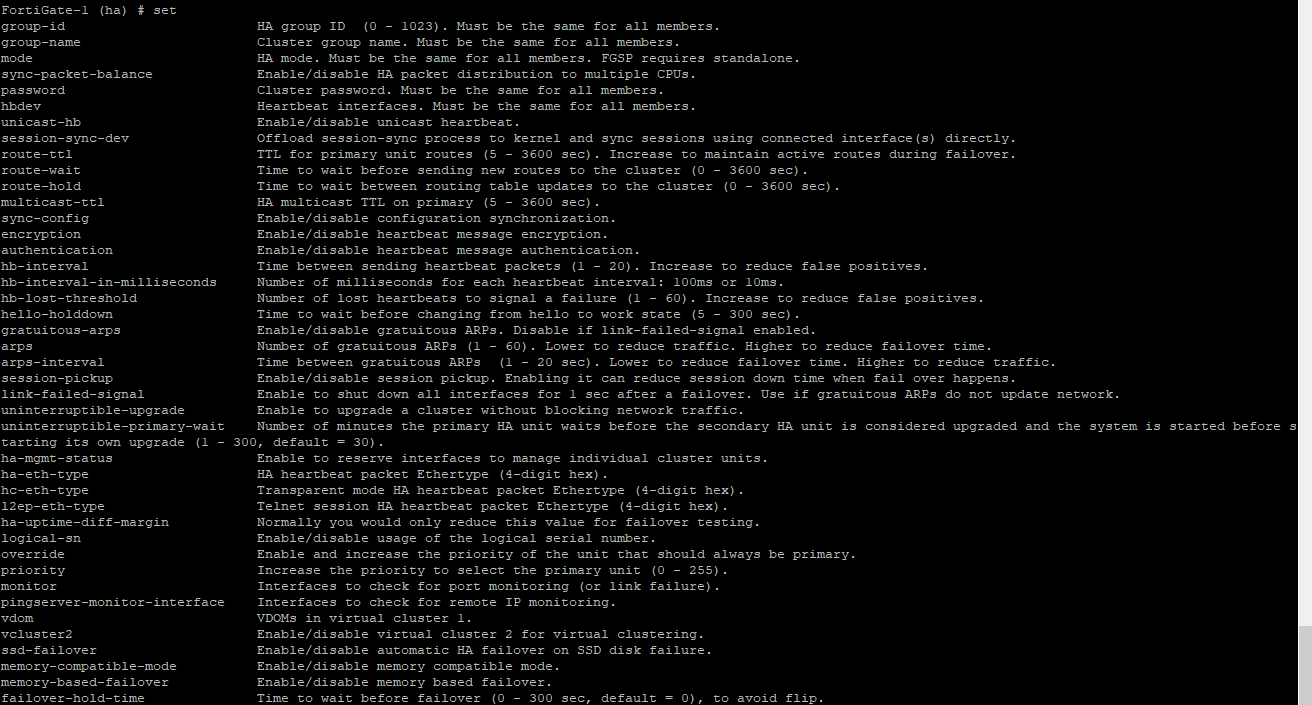 FortiGate-1 (ha) # set
group-id                        HA group ID  (0 - 1023). Must be the same for all members.
group-name                      Cluster group name. Must be the same for all members.
mode                            HA mode. Must be the same for all members. FGSP requires standalone.
sync-packet-balance             Enable/disable HA packet distribution to multiple CPUs.
password                        Cluster password. Must be the same for all members.
hbdev                           Heartbeat interfaces. Must be the same for all members.
unicast-hb                      Enable/disable unicast heartbeat.
session-sync-dev                Offload session-sync process to kernel and sync sessions using connected interface(s) directly.
route-ttl                       TTL for primary unit routes (5 - 3600 sec). Increase to maintain active routes during failover.
route-wait                      Time to wait before sending new routes to the cluster (0 - 3600 sec).
route-hold                      Time to wait between routing table updates to the cluster (0 - 3600 sec).
multicast-ttl                   HA multicast TTL on primary (5 - 3600 sec).
sync-config                     Enable/disable configuration synchronization.
encryption                      Enable/disable heartbeat message encryption.
authentication                  Enable/disable heartbeat message authentication.
hb-interval                     Time between sending heartbeat packets (1 - 20). Increase to reduce false positives.
hb-interval-in-milliseconds     Number of milliseconds for each heartbeat interval: 100ms or 10ms.
hb-lost-threshold               Number of lost heartbeats to signal a failure (1 - 60). Increase to reduce false positives.
hello-holddown                  Time to wait before changing from hello to work state (5 - 300 sec).
gratuitous-arps                 Enable/disable gratuitous ARPs. Disable if link-failed-signal enabled.
arps                            Number of gratuitous ARPs (1 - 60). Lower to reduce traffic. Higher to reduce failover time.
arps-interval                   Time between gratuitous ARPs  (1 - 20 sec). Lower to reduce failover time. Higher to reduce traffic.
session-pickup                  Enable/disable session pickup. Enabling it can reduce session down time when fail over happens.
link-failed-signal              Enable to shut down all interfaces for 1 sec after a failover. Use if gratuitous ARPs do not update network.
uninterruptible-upgrade         Enable to upgrade a cluster without blocking network traffic.
uninterruptible-primary-wait    Number of minutes the primary HA unit waits before the secondary HA unit is considered upgraded and the system is started before s
tarting its own upgrade (1 - 300, default = 30).
ha-mgmt-status                  Enable to reserve interfaces to manage individual cluster units.
ha-eth-type                     HA heartbeat packet Ethertype (4-digit hex).
hc-eth-type                     Transparent mode HA heartbeat packet Ethertype (4-digit hex).
l2ep-eth-type                   Telnet session HA heartbeat packet Ethertype (4-digit hex).
ha-uptime-diff-margin           Normally you would only reduce this value for failover testing.
logical-sn                      Enable/disable usage of the logical serial number.
override                        Enable and increase the priority of the unit that should always be primary.
priority                        Increase the priority to select the primary unit (0 - 255).
monitor                         Interfaces to check for port monitoring (or link failure).
pingserver-monitor-interface    Interfaces to check for remote IP monitoring.
vdom                            VDOMs in virtual cluster 1.
vcluster2                       Enable/disable virtual cluster 2 for virtual clustering.
ssd-failover                    Enable/disable automatic HA failover on SSD disk failure.
memory-compatible-mode          Enable/disable memory compatible mode.
memory-based-failover           Enable/disable memory based failover.
failover-hold-time              Time to wait before failover (0 - 300 sec, default = 0), to avoid flip.